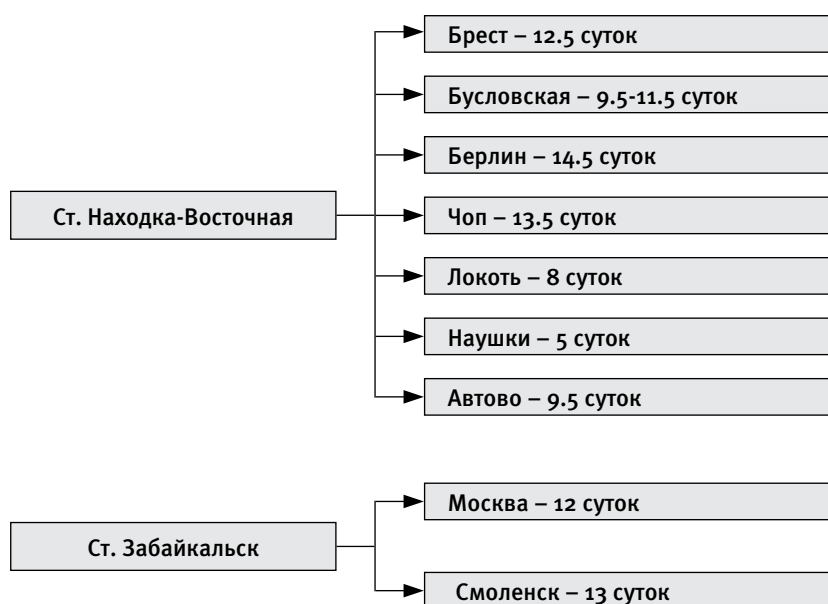 Брест – 12.5 суток
Бусловская – 9.5-11.5 суток
Берлин – 14.5 суток
Ст. Находка-Восточная
Чоп – 13.5 суток
Локоть – 8 суток
Наушки – 5 суток
Автово – 9.5 суток
Москва – 12 суток
Ст. Забайкальск
Смоленск – 13 суток